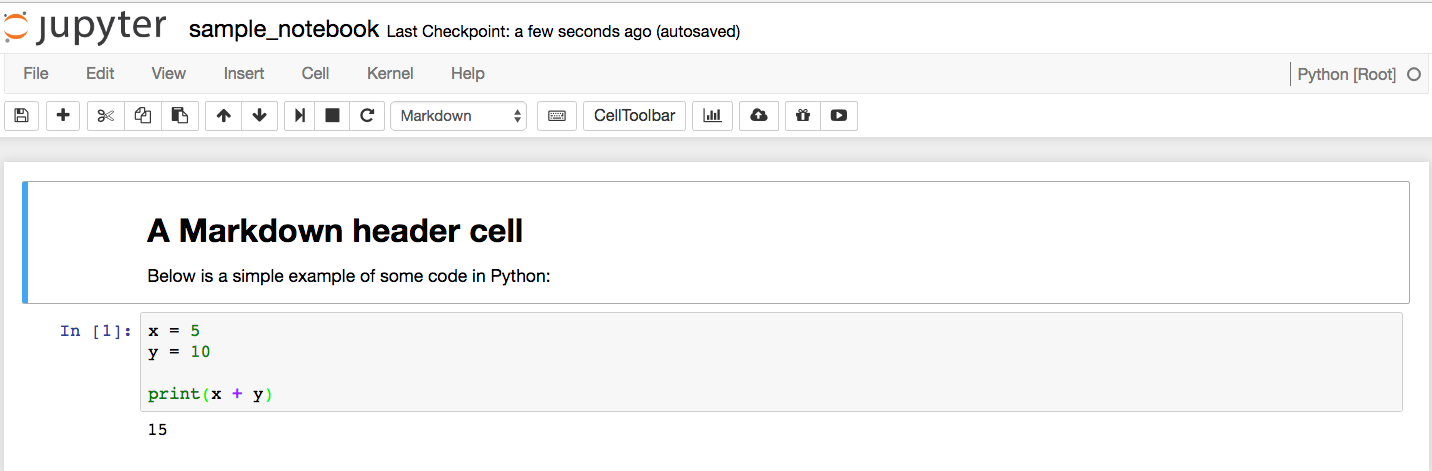 jupyter sample_notebook Last Checkpoint: a few seconds ago (autosaved)
File Edit View Insert Cell Kernel Help Python [Root]
Markdown CellToolbar
A Markdown header cell
Below is a simple example of some code in Python:
In [1]: x = 5
y = 10
print(x + y)
15